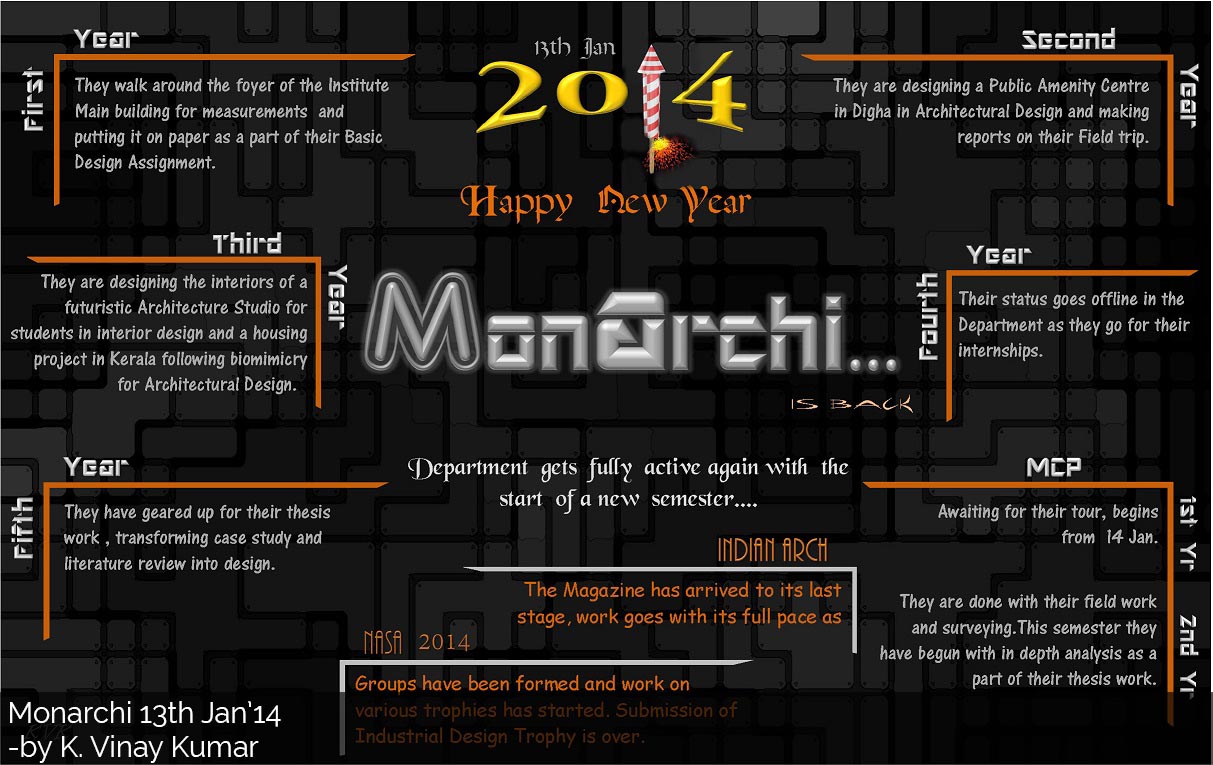 13th Jan
2014
Happy New Year
First Year
They walk around the foyer of the Institute
Main building for measurements and
putting it on paper as a part of their Basic
Design Assignment.
Second Year
They are designing a Public Amenity Centre
in Digha in Architectural Design and making
reports on their Field trip.
Third Year
They are designing the interiors of a
futuristic Architecture Studio for
students in interior design and a housing
project in Kerala following biomimicry
for Architectural Design.
MonArchi...
IS BACK
Fourth Year
Their status goes offline in the
Department as they go for their
internships.
Department gets fully active again with the
start of a new semester....
Fifth Year
They have geared up for their thesis
work , transforming case study and
literature review into design.
MCP
1st Yr
Awaiting for their tour, begins
from 14 Jan.
2nd Yr
They are done with their field work
and surveying.This semester they
have begun with in depth analysis as a
part of their thesis work.
INDIAN ARCH
The Magazine has arrived to its last
stage, work goes with its full pace as
NASA 2014
Groups have been formed and work on
various trophies has started. Submission of
Industrial Design Trophy is over.
Monarchi 13th Jan'14
-by K. Vinay Kumar